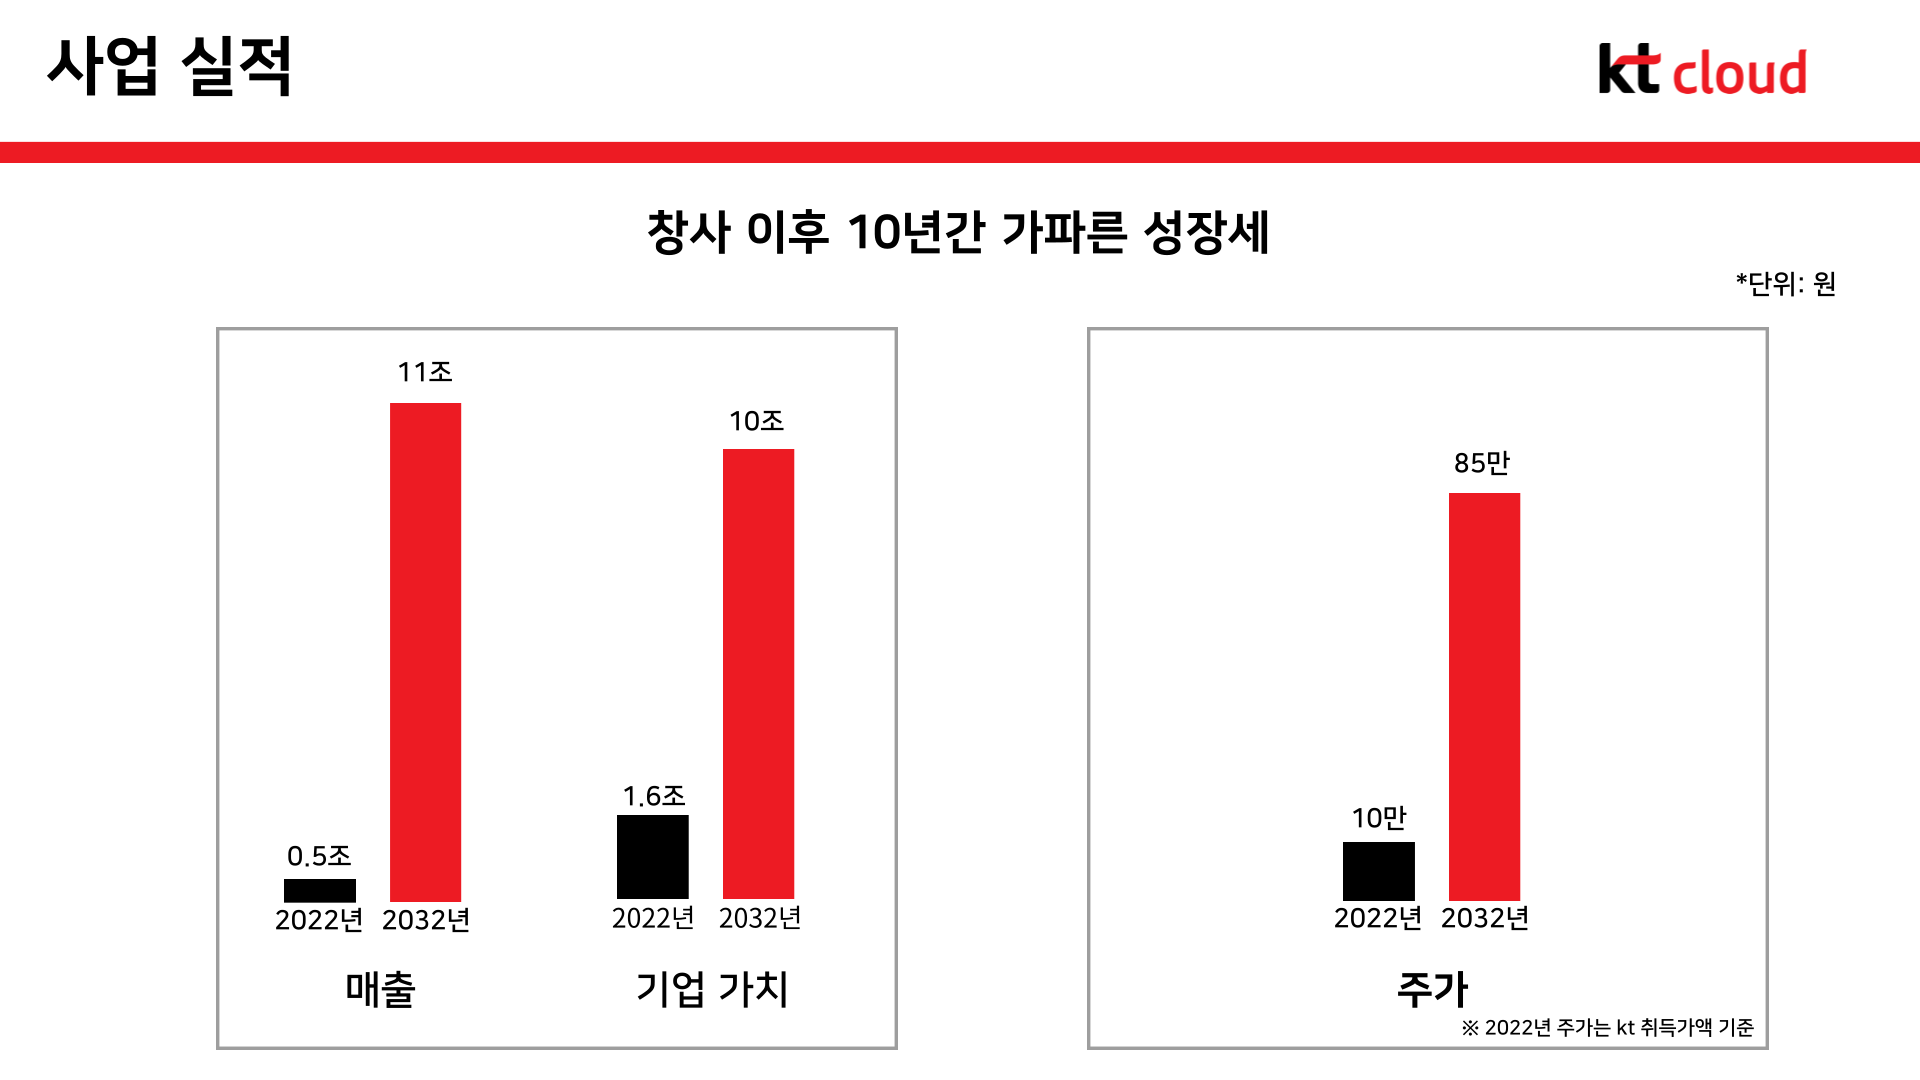 사업 실적
kt cloud
창사 이후 10년간 가파른 성장세
*단위: 원
11조
10조
1.6조
0.5조
2022년 2032년
2022년 2032년
매출
기업 가치
85만
10만
2022년 2032년
주가
※ 2022년 주가는 kt 취득가액 기준